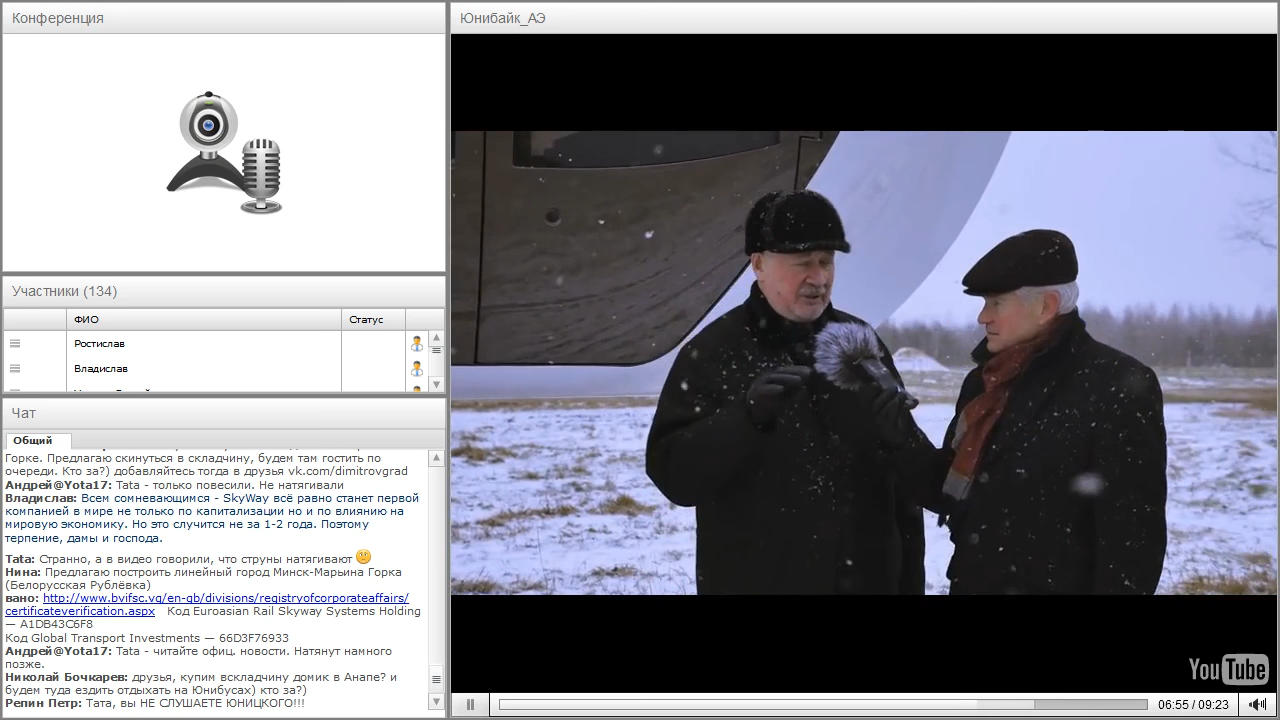 Конференция
Юнибайк_АЭ
Участники (134)
ФИО Статус
Ростислав
Владислав
Чат
Общий
Горке. Предлагаю скинуться в складчину, будем там гостить по
очереди. Кто за?) добавляйтесь тогда в друзья vk.com/dimitrovgrad
Андрей@Yota17: Tata - только повесили. Не натягивали
Владислав: Всем сомневающимся - SkyWay всё равно станет первой
компанией в мире не только по капитализации но и по влиянию на
мировую экономику. Но это случится не за 1-2 года. Поэтому
терпение, дамы и господа.
Tata: Странно, а в видео говорили, что струны натягивают
Нина: Предлагаю построить линейный город Минск-Марьина Горка
(Белорусская Рублёвка)
вано: http://www.bvifsc.vg/en-gb/divisions/registryofcorporateaffairs/
certificateverification.aspx Код Euroasian Rail Skyway Systems Holding
— A1DB43C6F8
Код Global Transport Investments — 66D3F76933
Андрей@Yota17: Tata - читайте офиц. новости. Натянут намного
позже.
Николай Бочкарев: друзья, купим вскладчину домик в Анапе? и
будем туда ездить отдыхать на Юнибусах) кто за?)
Репин Петр: Тата, вы НЕ СЛУШАЕТЕ ЮНИЦКОГО!!!
YouTube
06:55 / 09:23